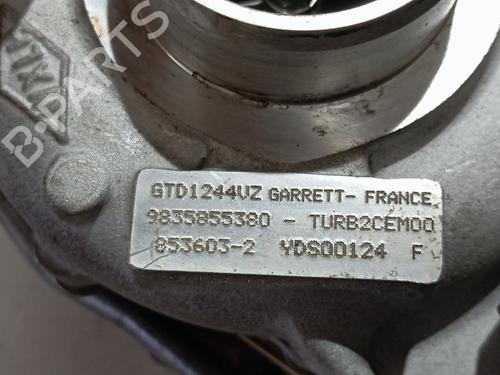 B-PARTS
GTD1244VZ GARRETT- FRANCE
9835855380 - TURB2CEM00
853603-2 YDS00124 F